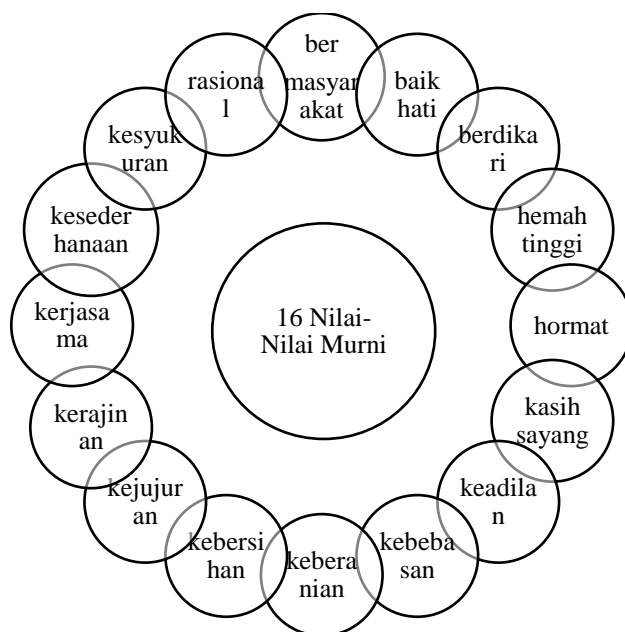 ber
masyar
akat
baik
hati
berdika
ri
hemah
tinggi
hormat
kasih
sayang
keadila
n
kebeba
san
kebera
nian
kebersi
han
kejujur
an
kerajin
an
kerjasa
ma
keseder
hanaan
kesyuk
uran
rasiona
l
16 Nilai-
Nilai Murni